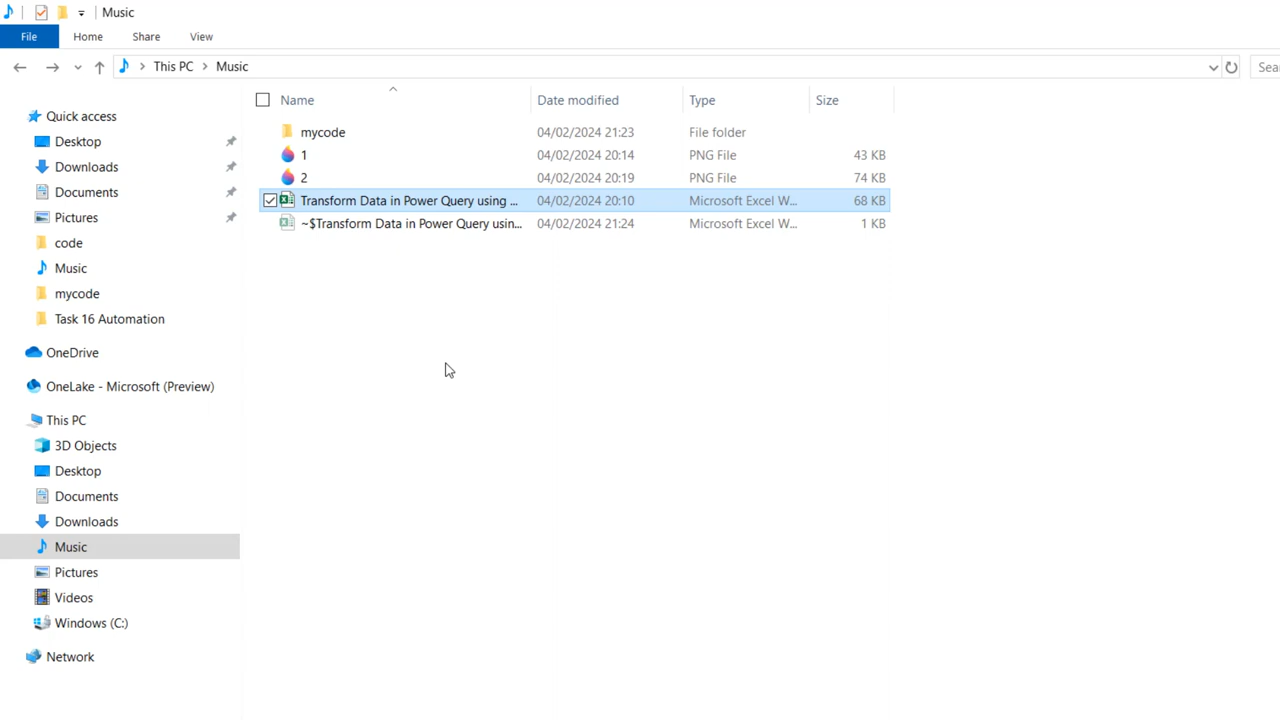 Music
File Home Share View
This PC > Music Sea
Name Date modified Type Size
mycode 04/02/2024 21:23 File folder
1 04/02/2024 20:14 PNG File 43 KB
2 04/02/2024 20:19 PNG File 74 KB
Transform Data in Power Query using ... 04/02/2024 20:10 Microsoft Excel W... 68 KB
~$Transform Data in Power Query usin... 04/02/2024 21:24 Microsoft Excel W... 1 KB
Quick access
Desktop
Downloads
Documents
Pictures
code
Music
mycode
Task 16 Automation
OneDrive
OneLake - Microsoft (Preview)
This PC
3D Objects
Desktop
Documents
Downloads
Music
Pictures
Videos
Windows (C:)
Network